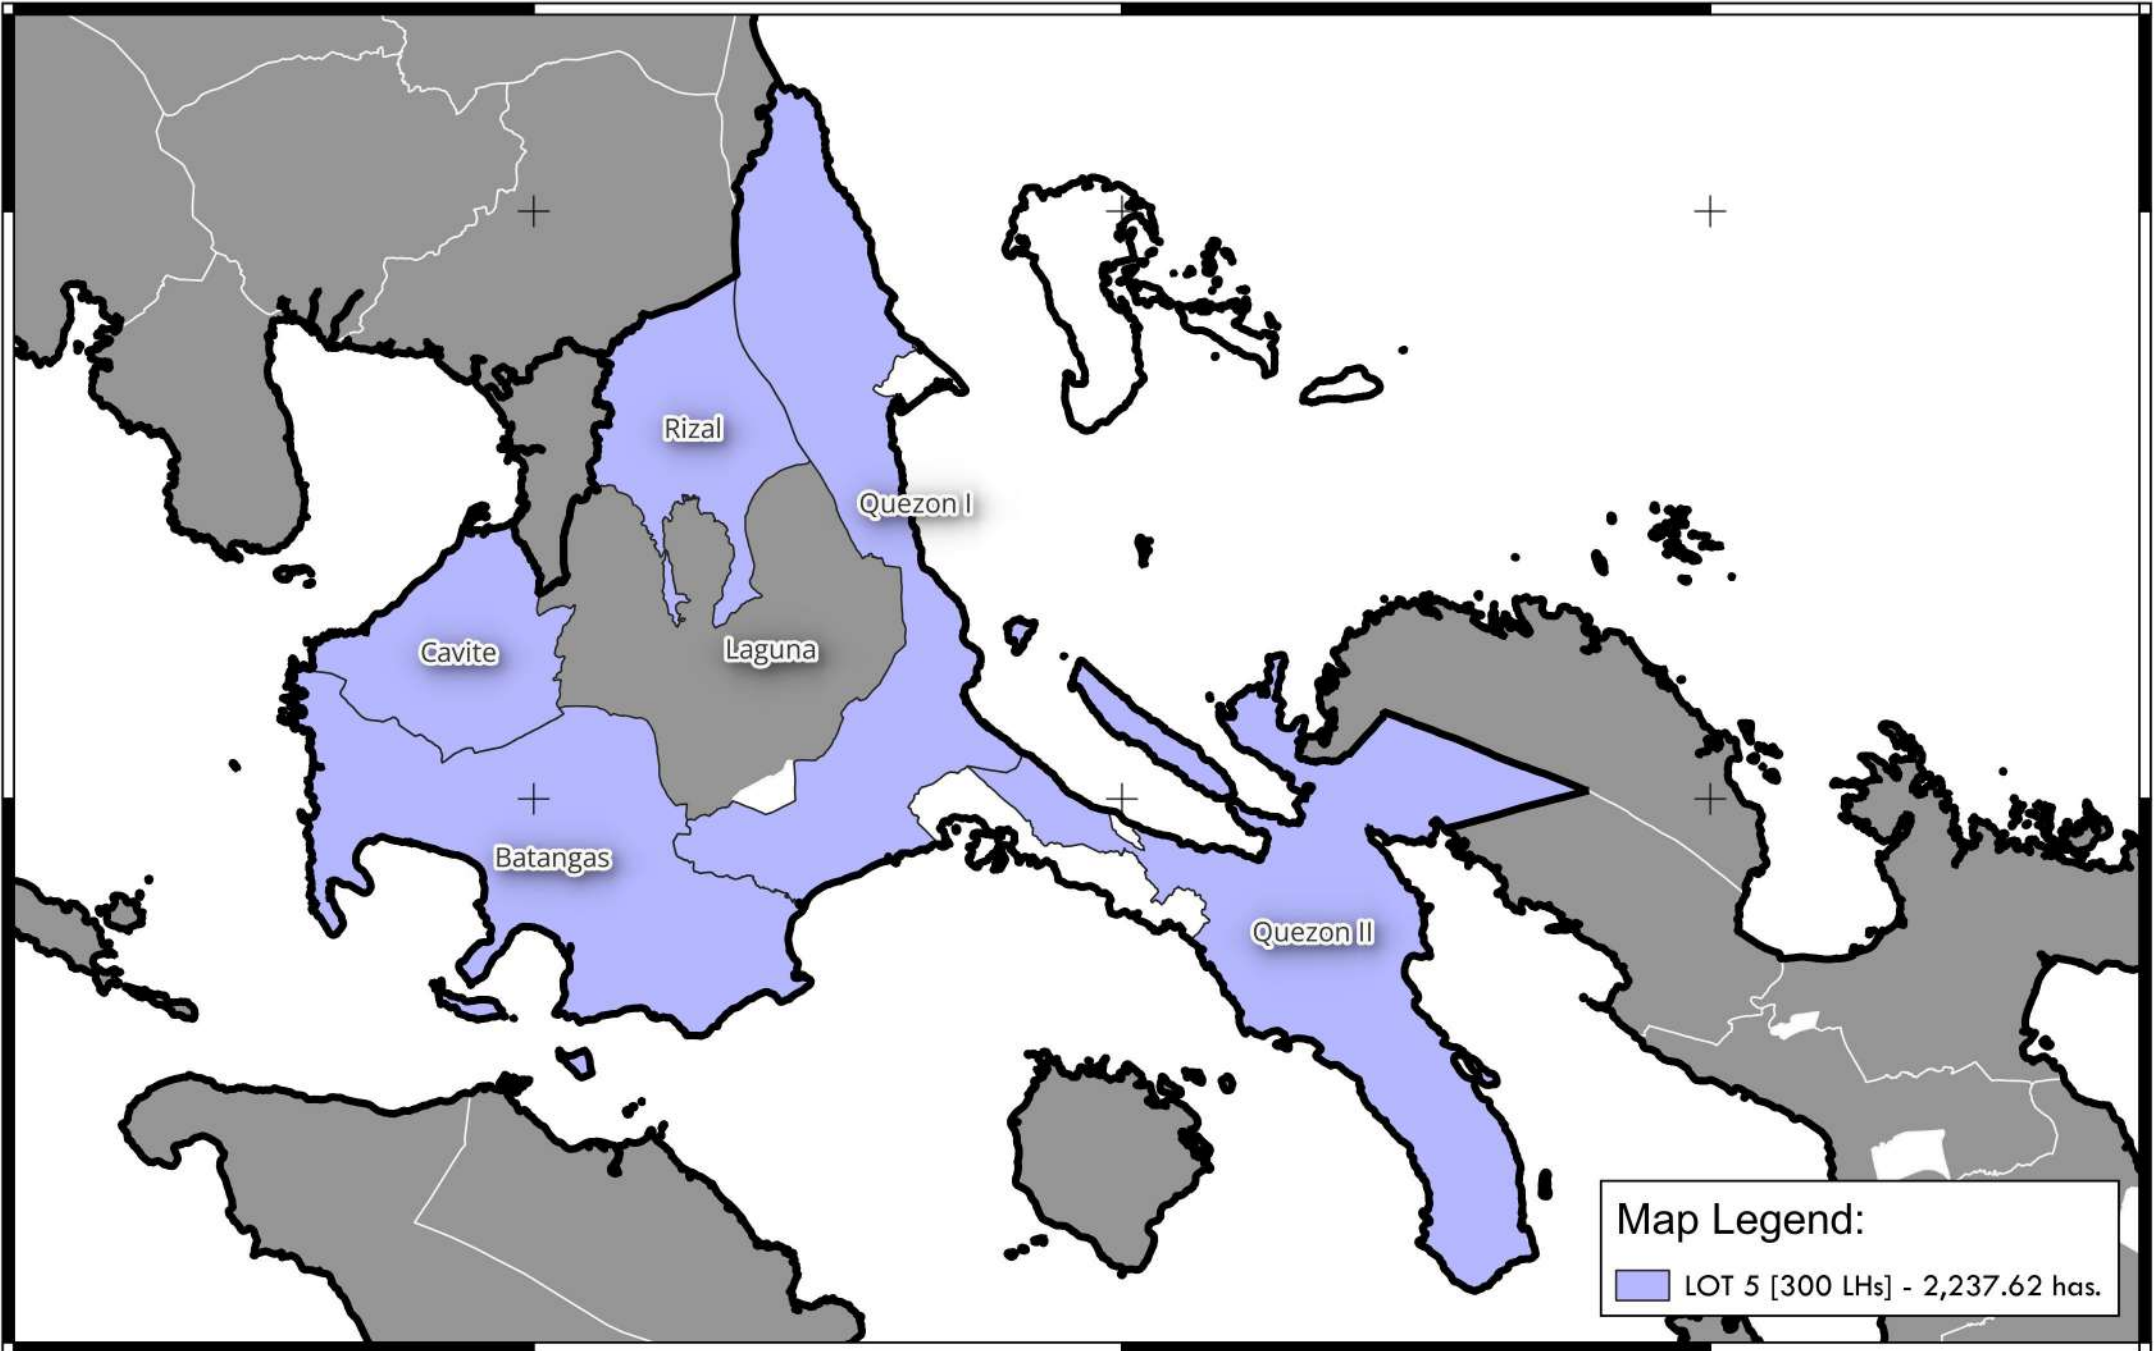 Rizal
Quezon I
Cavite
Laguna
Batangas
Quezon II
Map Legend:
LOT 5 [300 LHs] - 2,237.62 has.